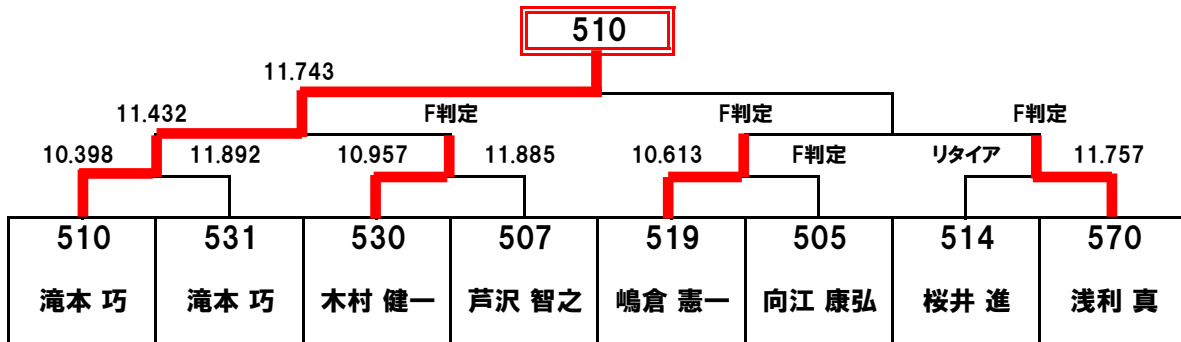 510
11.743
11.432 F判定 F判定 F判定
10.398 11.892 10.957 11.885 10.613 F判定 リタイア 11.757
510 531 530 507 519 505 514 570
滝本 巧 滝本 巧 木村 健一 芦沢 智之 嶋倉 憲一 向江 康弘 桜井 進 浅利 真